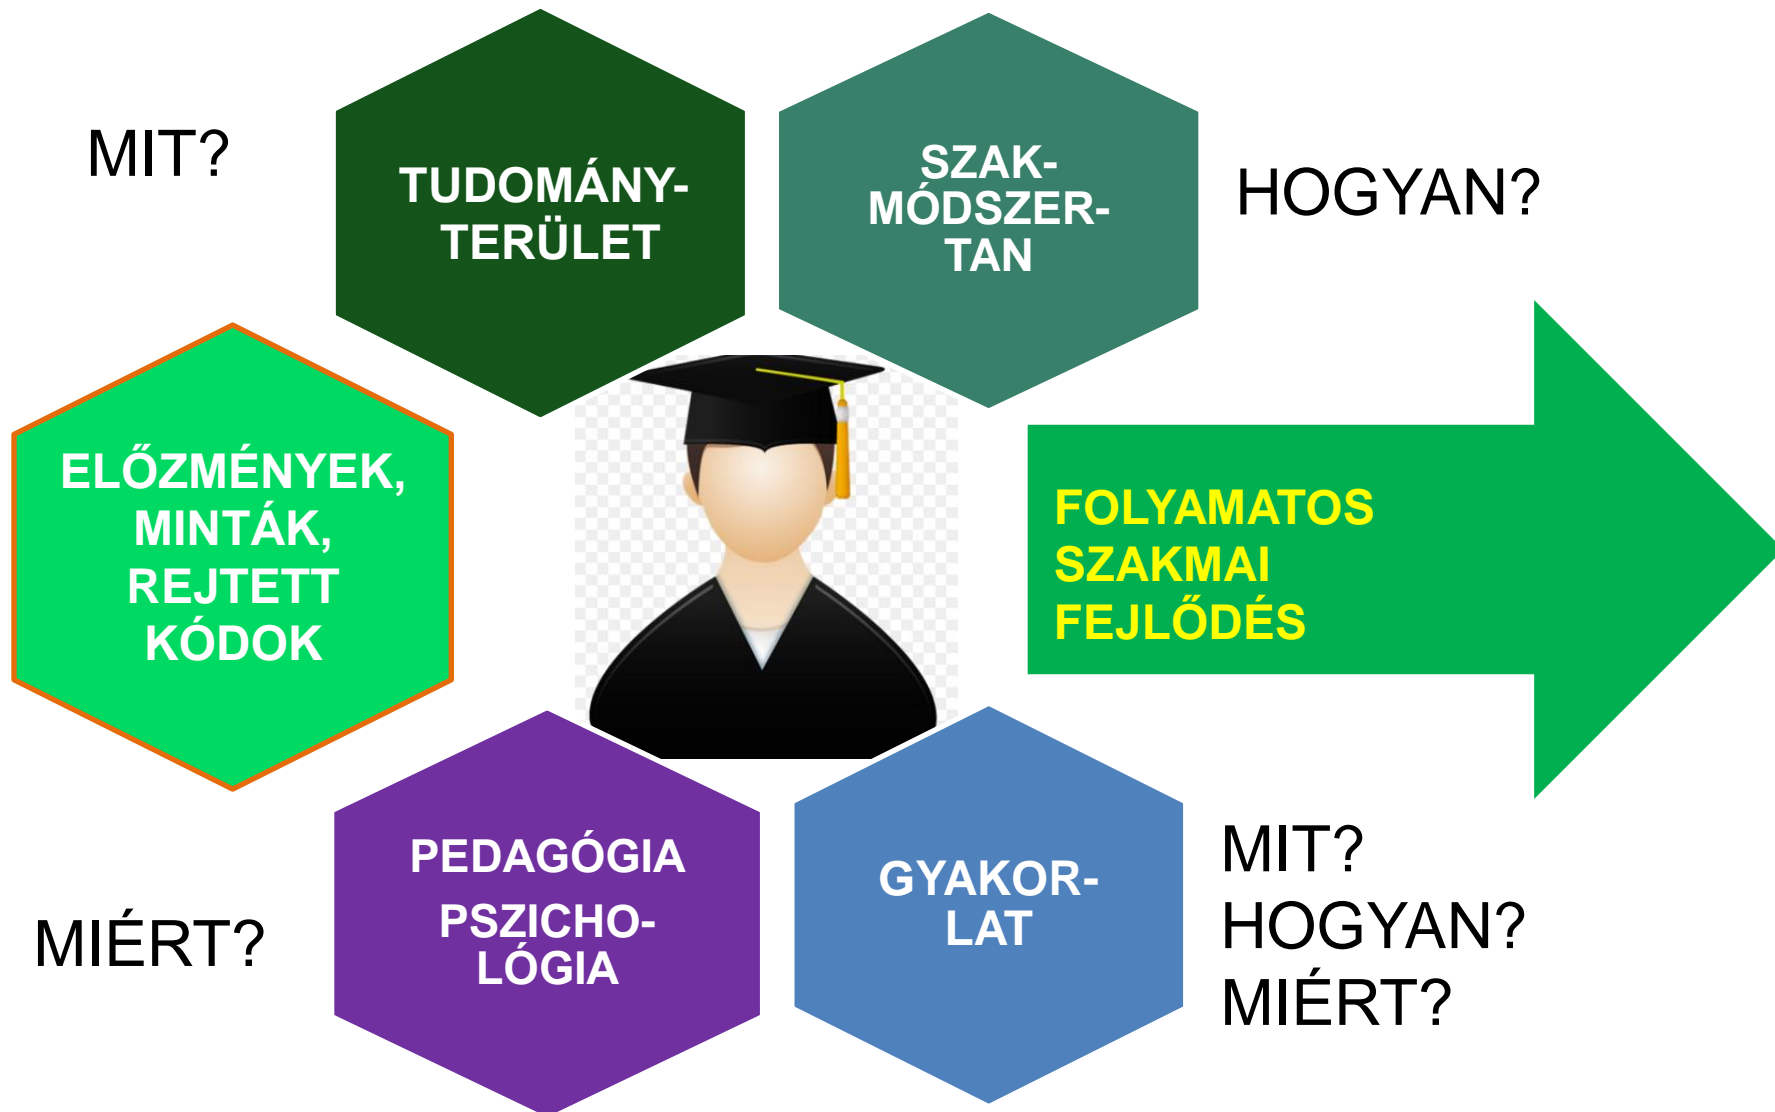 MIT?
TUDOMÁNY-
TERÜLET
SZAK-
MÓDSZER-
TAN
HOGYAN?
ELŐZMÉNYEK,
MINTÁK,
REJTETT
KÓDOK
FOLYAMATOS
SZAKMAI
FEJLŐDÉS
MIÉRT?
PEDAGÓGIA
PSZICHO-
LÓGIA
GYAKOR-
LAT
MIT?
HOGYAN?
MIÉRT?